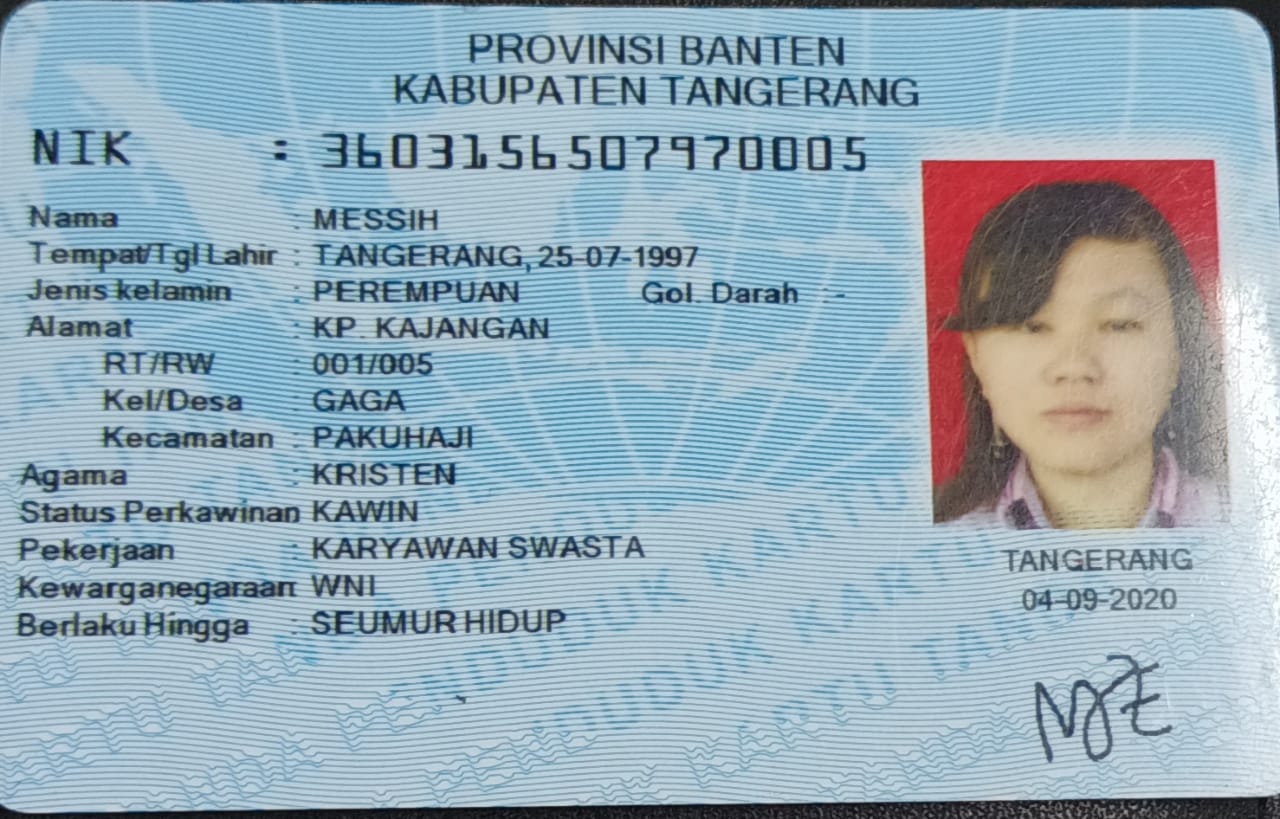 PROVINSI BANTEN
KABUPATEN TANGERANG
NIK : 3603156507970005
Nama : MESSIH
Tempat/Tgl Lahir : TANGERANG, 25-07-1997
Jenis kelamin : PEREMPUAN Gol. Darah : -
Alamat : KP. KAJANGAN
RT/RW : 001/005
Kel/Desa : GAGA
Kecamatan : PAKUHAJI
Agama : KRISTEN
Status Perkawinan KAWIN
Pekerjaan : KARYAWAN SWASTA
Kewarganegaraan WNI
Berlaku Hingga : SEUMUR HIDUP
TANGERANG
04-09-2020